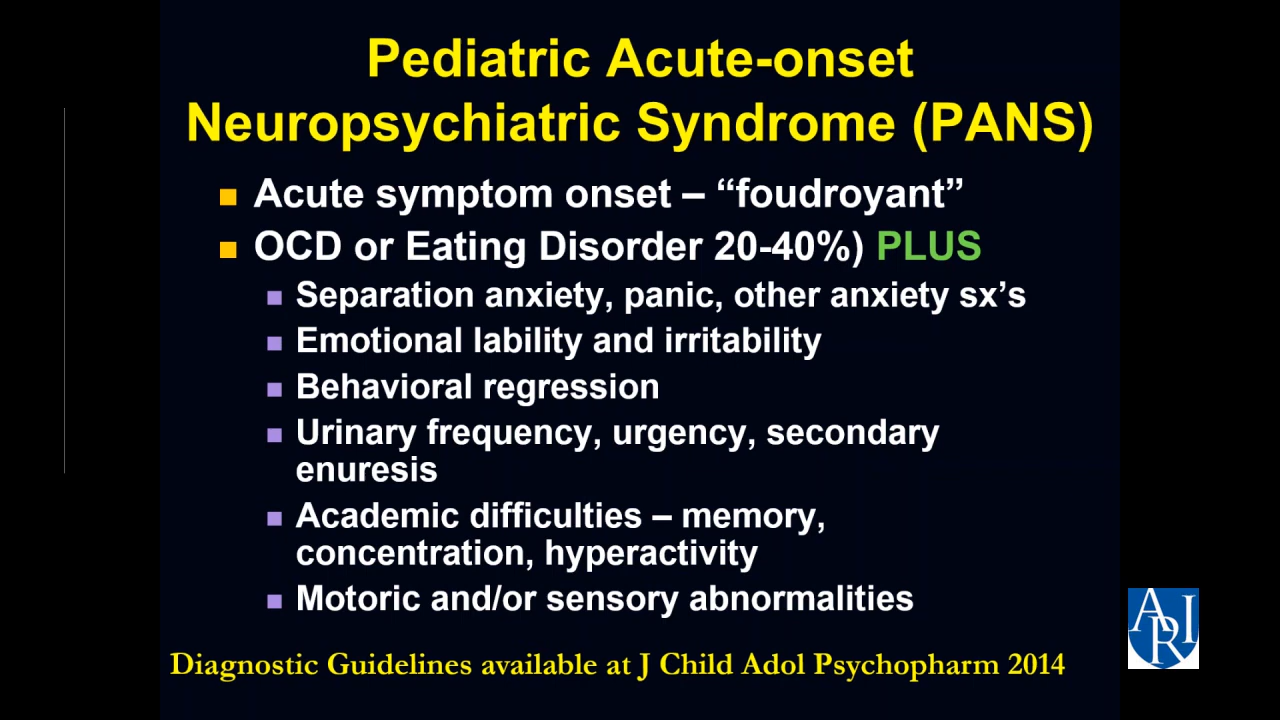 Pediatric Acute-onset
Neuropsychiatric Syndrome (PANS)
Acute symptom onset – “foudroyant”
OCD or Eating Disorder 20-40%) PLUS
Separation anxiety, panic, other anxiety sx’s
Emotional lability and irritability
Behavioral regression
Urinary frequency, urgency, secondary
enuresis
Academic difficulties – memory,
concentration, hyperactivity
Motoric and/or sensory abnormalities
Diagnostic Guidelines available at J Child Adol Psychopharm 2014
ARI